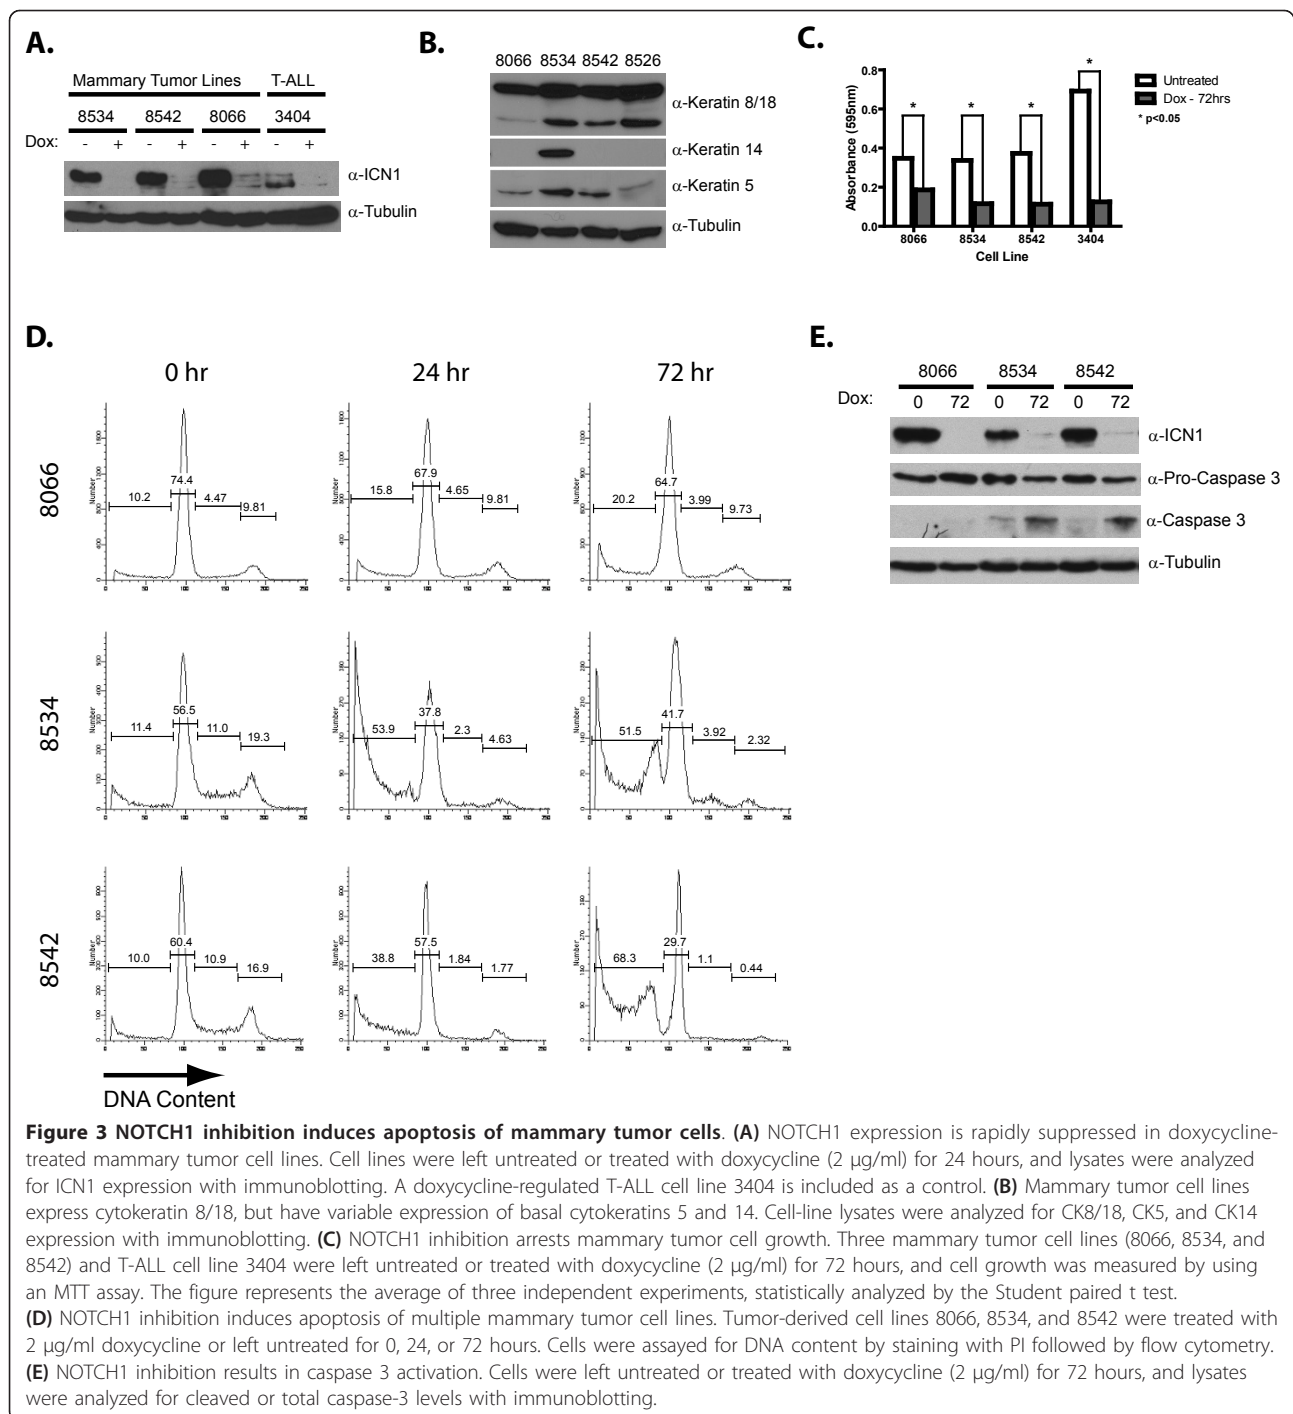 A.
Mammary Tumor Lines T-ALL
8534 8542 8066 3404
Dox: - + - + - + - +
α-ICN1
α-Tubulin
B.
8066 8534 8542 8526
α-Keratin 8/18
α-Keratin 14
α-Keratin 5
α-Tubulin
C.
Absorbance (595nm)
0.8
0.6
0.4
0.2
0.0
* * * *
8066 8534 8542 3404
Cell Line
Untreated
Dox - 72hrs
* p<0.05
D.
0 hr 24 hr 72 hr
8066
Number
10.2 74.4 4.47 9.81
Number
15.8 67.9 4.65 9.81
Number
20.2 64.7 3.99 9.73
8534
Number
11.4 56.5 11.0 19.3
Number
53.9 37.8 2.3 4.63
Number
51.5 41.7 3.92 2.32
8542
Number
10.0 60.4 10.9 16.9
Number
38.8 57.5 1.84 1.77
Number
68.3 29.7 1.1 0.44
DNA Content
E.
8066 8534 8542
Dox: 0 72 0 72 0 72
α-ICN1
α-Pro-Caspase 3
α-Caspase 3
α-Tubulin
Figure 3 NOTCH1 inhibition induces apoptosis of mammary tumor cells. (A) NOTCH1 expression is rapidly suppressed in doxycycline-
treated mammary tumor cell lines. Cell lines were left untreated or treated with doxycycline (2 μg/ml) for 24 hours, and lysates were analyzed
for ICN1 expression with immunoblotting. A doxycycline-regulated T-ALL cell line 3404 is included as a control. (B) Mammary tumor cell lines
express cytokeratin 8/18, but have variable expression of basal cytokeratins 5 and 14. Cell-line lysates were analyzed for CK8/18, CK5, and CK14
expression with immunoblotting. (C) NOTCH1 inhibition arrests mammary tumor cell growth. Three mammary tumor cell lines (8066, 8534, and
8542) and T-ALL cell line 3404 were left untreated or treated with doxycycline (2 μg/ml) for 72 hours, and cell growth was measured by using
an MTT assay. The figure represents the average of three independent experiments, statistically analyzed by the Student paired t test.
(D) NOTCH1 inhibition induces apoptosis of multiple mammary tumor cell lines. Tumor-derived cell lines 8066, 8534, and 8542 were treated with
2 μg/ml doxycycline or left untreated for 0, 24, or 72 hours. Cells were assayed for DNA content by staining with PI followed by flow cytometry.
(E) NOTCH1 inhibition results in caspase 3 activation. Cells were left untreated or treated with doxycycline (2 μg/ml) for 72 hours, and lysates
were analyzed for cleaved or total caspase-3 levels with immunoblotting.